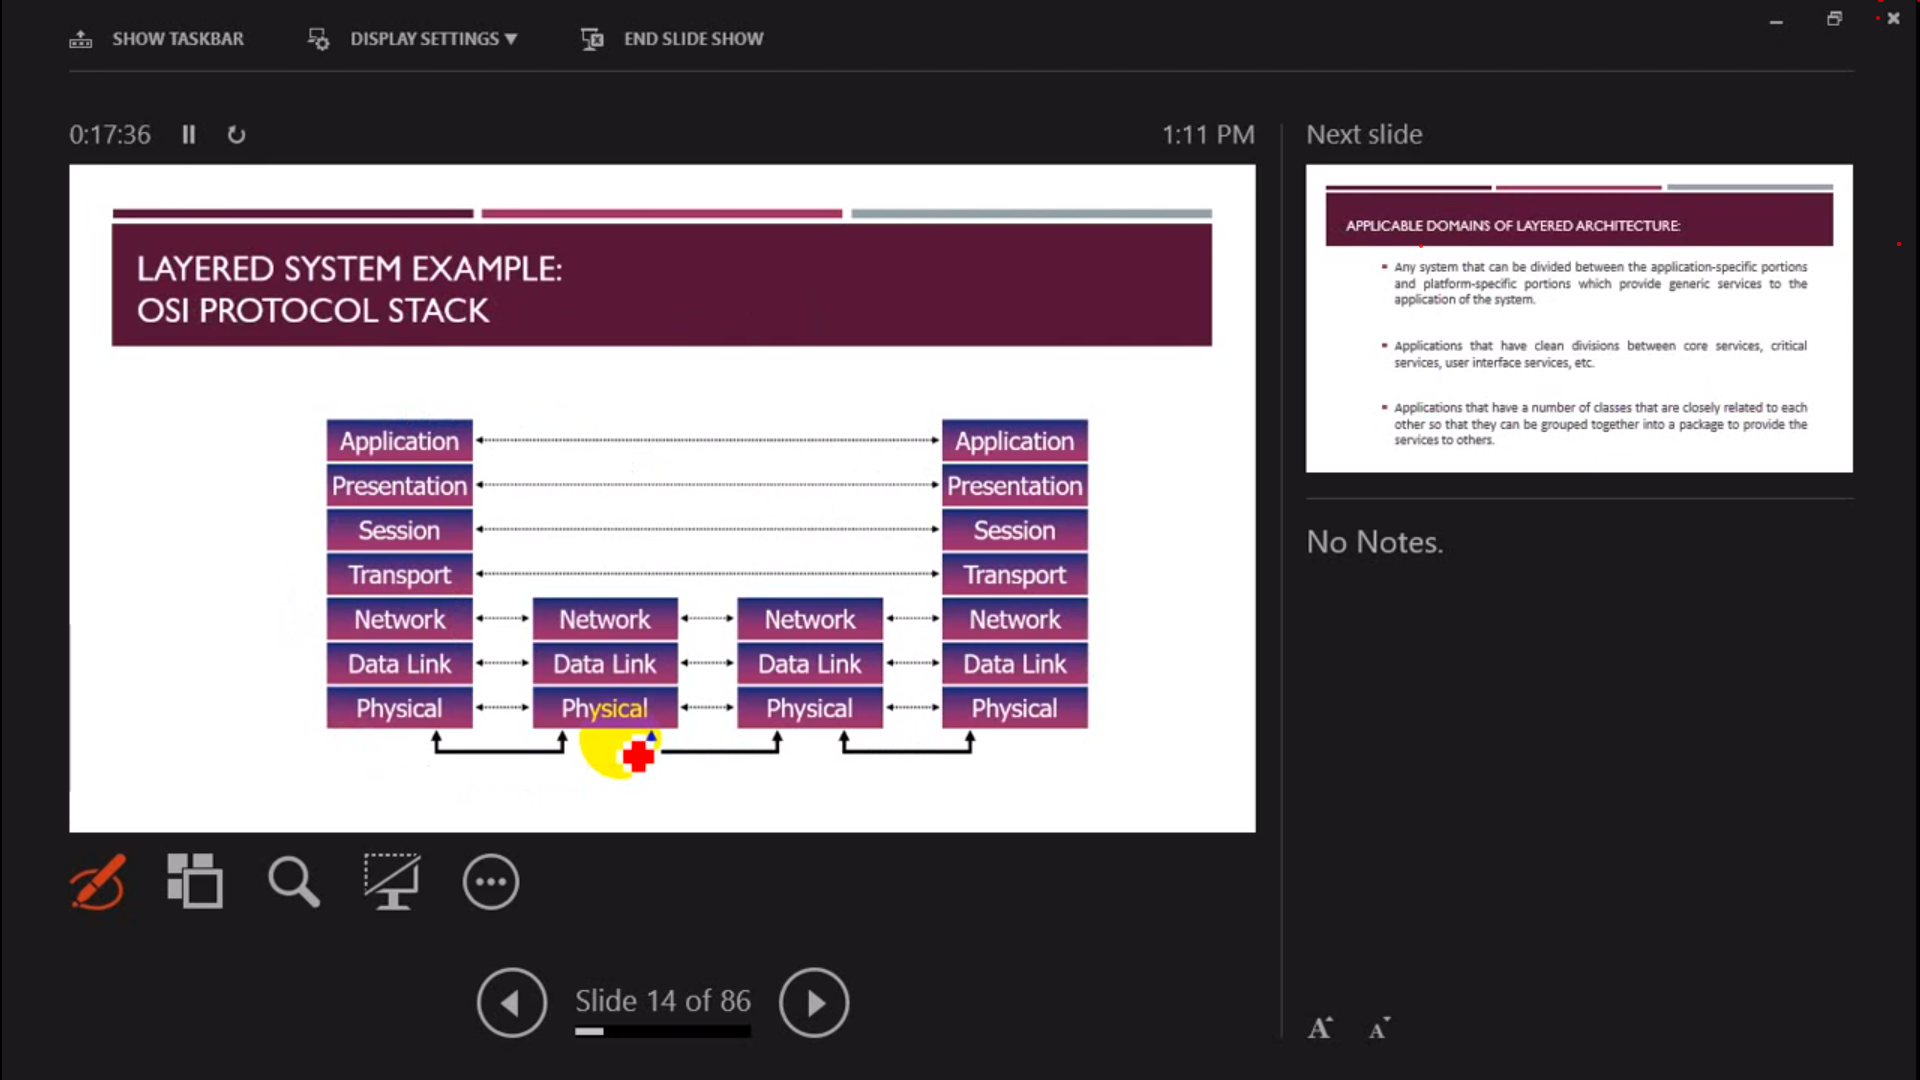 SHOW TASKBAR
DISPLAY SETTINGS
END SLIDE SHOW
0:17:36
1:11 PM
LAYERED SYSTEM EXAMPLE:
OSI PROTOCOL STACK
Application Application
Presentation Presentation
Session Session
Transport Transport
Network Network Network Network
Data Link Data Link Data Link Data Link
Physical Physical Physical Physical
Slide 14 of 86
Next slide
APPLICABLE DOMAINS OF LAYERED ARCHITECTURE:
Any system that can be divided between the application-specific portions
and platform-specific portions which provide generic services to the
application of the system.
Applications that have clean divisions between core services, critical
services, user interface services, etc.
Applications that have a number of classes that are closely related to each
other so that they can be grouped together into a package to provide the
services to others.
No Notes.
A A